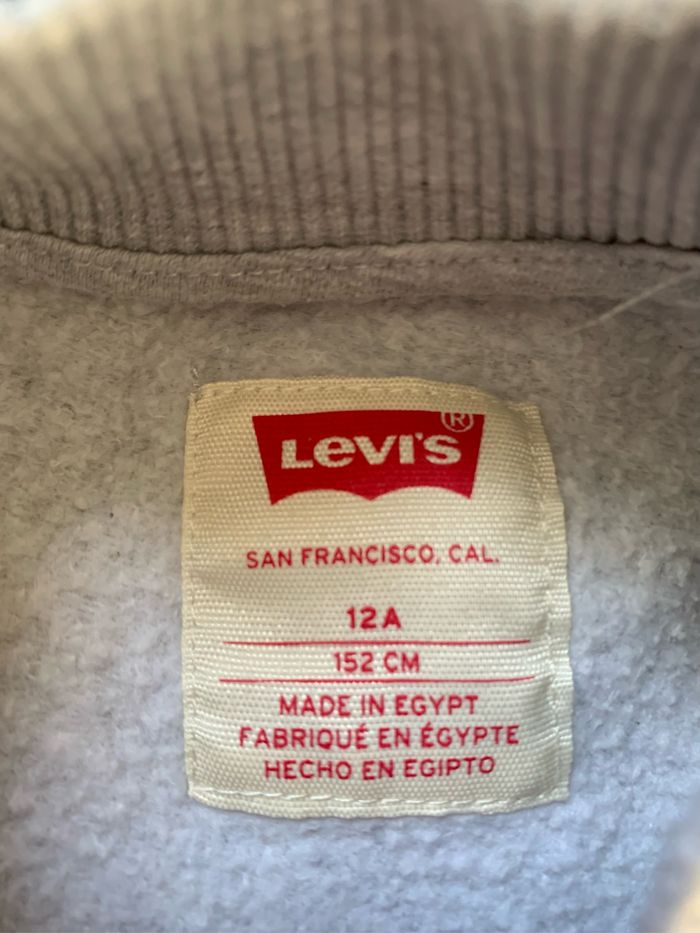 Levi's ®
SAN FRANCISCO, CAL.
12A
152 CM
MADE IN EGYPT
FABRIQUÉ EN ÉGYPTE
HECHO EN EGIPTO